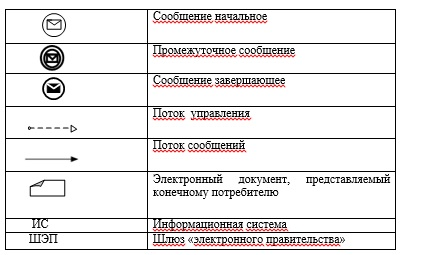 Сообщение начальное
Промежуточное сообщение
Сообщение завершающее
Поток управления
Поток сообщений
Электронный документ, представляемый
конечному потребителю
ИС Информационная система
ШЭП Шлюз «электронного правительства»